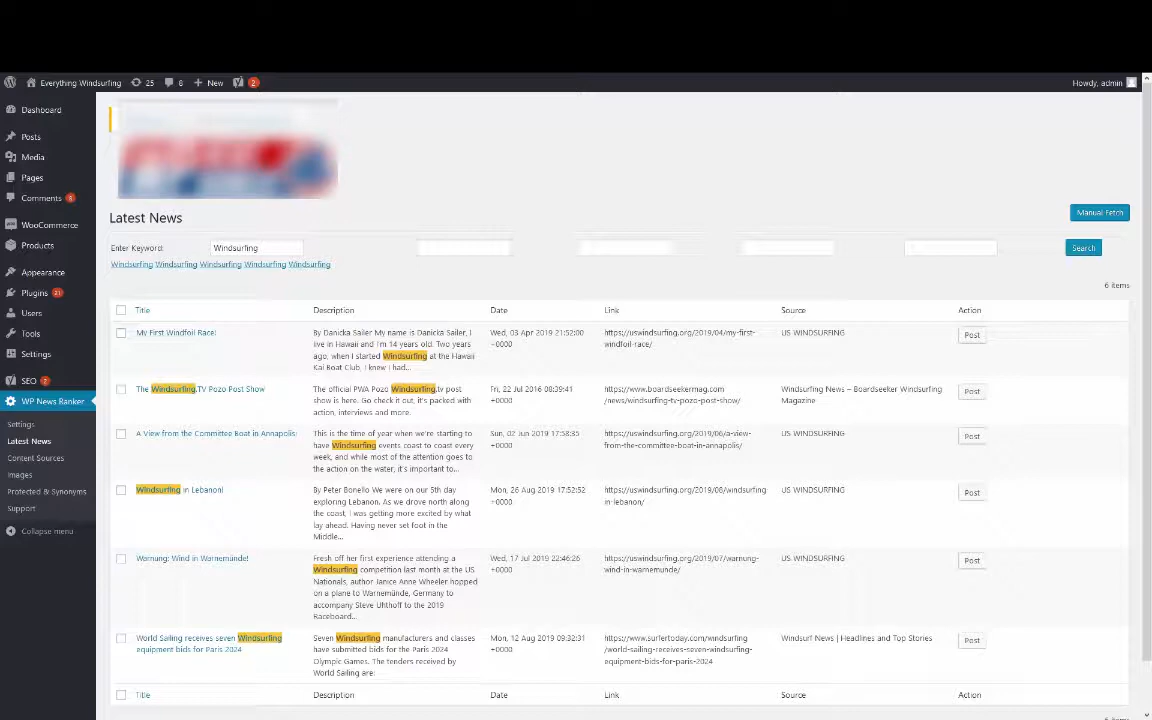 Everything Windsurfing 25 8 New 2 Howdy, admin
Dashboard
Posts
Media
Pages
Comments 8
WooCommerce
Products
Appearance
Plugins 21
Users
Tools
Settings
SEO 2
WP News Ranker
Settings
Latest News
Content Sources
Images
Protected & Synonyms
Support
Collapse menu
Latest News Manual Fetch
Enter Keyword: Windsurfing Search
Windsurfing Windsurfing Windsurfing Windsurfing Windsurfing
6 items
Title Description Date Link Source Action
My First Windfoil Race! By Danicka Sailer My name is Danicka Sailer, I Wed, 03 Apr 2019 21:52:00 https://uswindsurfing.org/2019/04/my-first- US WINDSURFING Post
live in Hawaii and I'm 14 years old. Two years +0000 windfoil-race/
ago, when I started Windsurfing at the Hawaii
Kai Boat Club, I knew I had...
The Windsurfing.TV Pozo Post Show The official PWA Pozo Windsurfing.tv post Fri, 22 Jul 2016 08:39:41 https://www.boardseekermag.com Windsurfing News – Boardseeker Windsurfing Post
show is here. Go check it out, it's packed with +0000 /news/windsurfing-tv-pozo-post-show/ Magazine
action, interviews and more.
A View from the Committee Boat in Annapolis! This is the time of year when we're starting to Sun, 02 Jun 2019 17:58:35 https://uswindsurfing.org/2019/06/a-view- US WINDSURFING Post
have Windsurfing events coast to coast every +0000 from-the-committee-boat-in-annapolis/
week, and while most of the attention goes to
the action on the water, it's important to...
Windsurfing in Lebanon! By Peter Bonello We were on our 5th day Mon, 26 Aug 2019 17:52:52 https://uswindsurfing.org/2019/08/windsurfing US WINDSURFING Post
exploring Lebanon. As we drove north along +0000 in-lebanon/
the coast, I was getting more excited by what
lay ahead. Having never set foot in the
Middle...
Warnung: Wind in Warnemünde! Fresh off her first experience attending a Wed, 17 Jul 2019 22:46:26 https://uswindsurfing.org/2019/07/warnung- US WINDSURFING Post
Windsurfing competition last month at the US +0000 wind-in-warnemunde/
Nationals, author Janice Anne Wheeler hopped
on a plane to Warnemünde, Germany to
accompany Steve Uhthoff to the 2019
Raceboard...
World Sailing receives seven Windsurfing Seven Windsurfing manufacturers and classes Mon, 12 Aug 2019 09:32:31 https://www.surfertoday.com/windsurfing Windsurf News | Headlines and Top Stories Post
equipment bids for Paris 2024 have submitted bids for the Paris 2024 +0000 /world-sailing-receives-seven-windsurfing-
Olympic Games. The tenders received by equipment-bids-for-paris-2024
World Sailing are:
Title Description Date Link Source Action